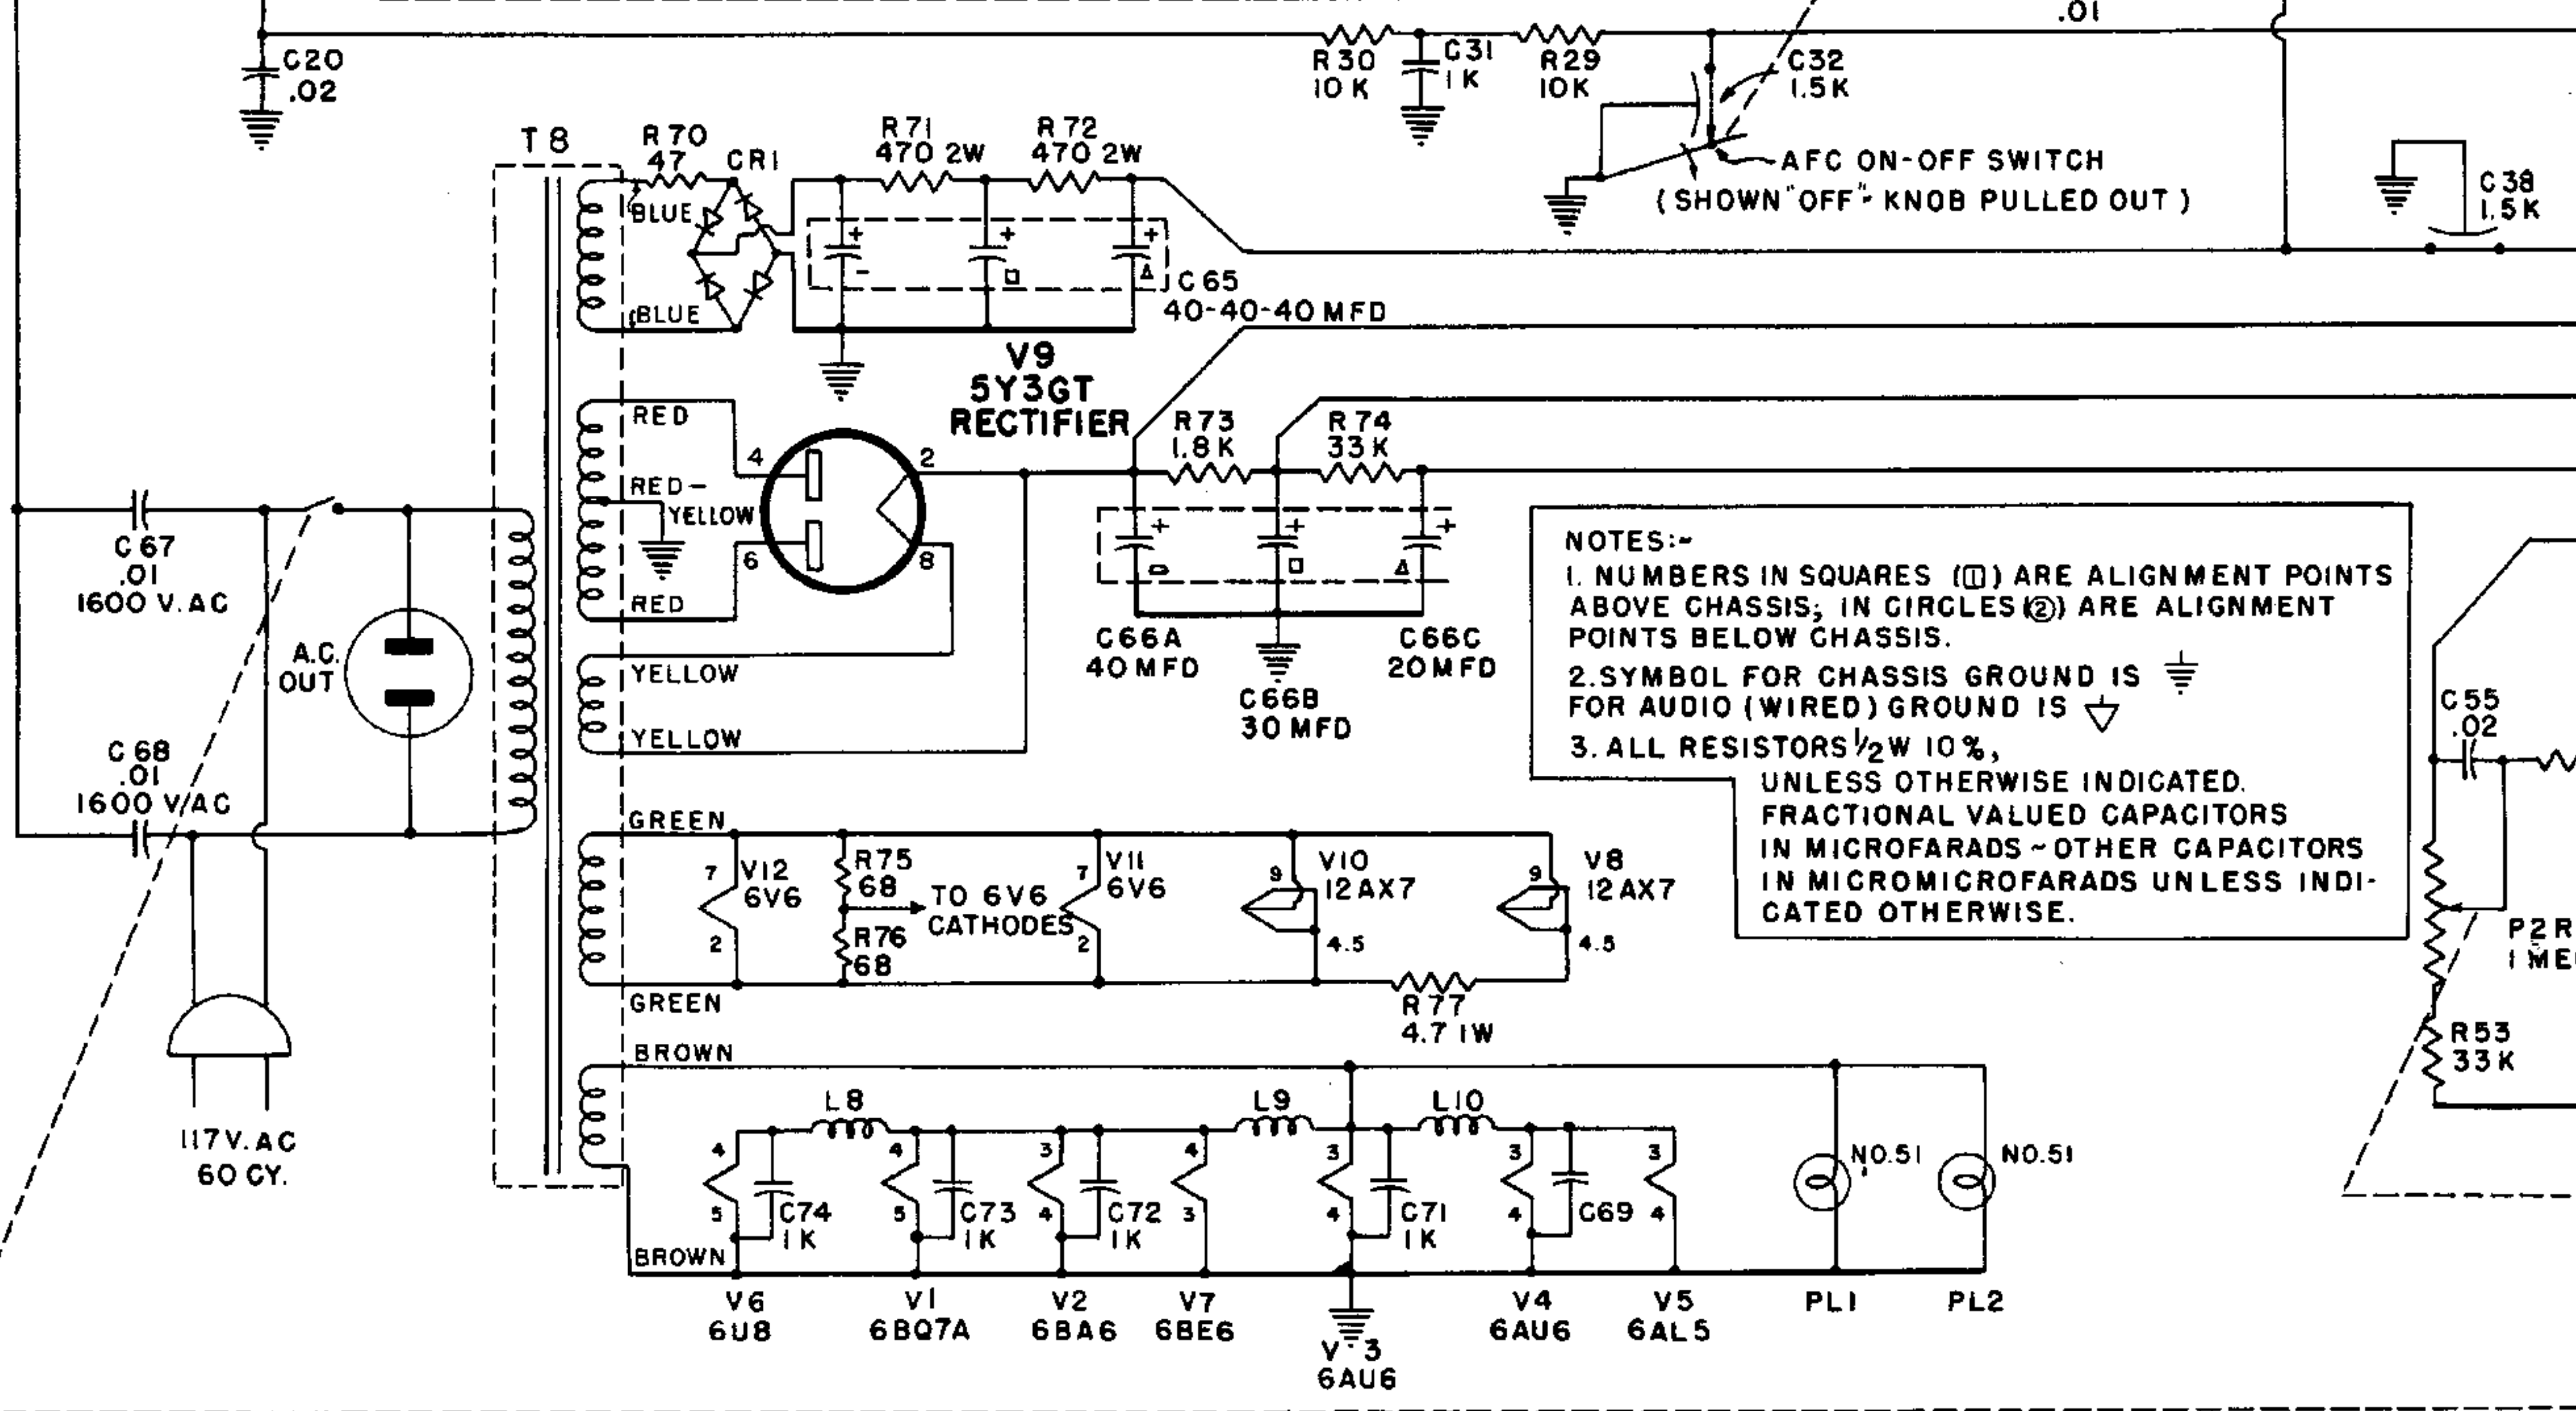 .01
C20
.02
R30
10K
C31
1K
R29
10K
C32
1.5K
AFC ON-OFF SWITCH
(SHOWN "OFF"- KNOB PULLED OUT)
C38
1.5K
T8
R70
47
CR1
R71
470 2W
R72
470 2W
BLUE
BLUE
+
-
+
+
C65
40-40-40 MFD
V9
5Y3GT
RECTIFIER
RED
RED-
YELLOW
RED
4
6
2
8
R73
1.8K
R74
33K
+
+
+
C66A
40MFD
C66B
30 MFD
C66C
20MFD
YELLOW
YELLOW
C67
.01
1600 V.AC
A.C.
OUT
C68
.01
1600 V/AC
117V.AC
60 CY.
NOTES:-
1. NUMBERS IN SQUARES (1) ARE ALIGNMENT POINTS
ABOVE CHASSIS; IN CIRCLES (2) ARE ALIGNMENT
POINTS BELOW CHASSIS.
2.SYMBOL FOR CHASSIS GROUND IS
FOR AUDIO (WIRED) GROUND IS
3. ALL RESISTORS 1/2W 10%,
UNLESS OTHERWISE INDICATED.
FRACTIONAL VALUED CAPACITORS
IN MICROFARADS ~ OTHER CAPACITORS
IN MICROMICROFARADS UNLESS INDI-
CATED OTHERWISE.
C55
.02
P2R
1 ME
R53
33K
GREEN
GREEN
7
V12
6V6
2
R75
68
R76
68
TO 6V6
CATHODES
7
V11
6V6
2
9
V10
12AX7
4.5
9
V8
12AX7
4.5
R77
4.7 1W
BROWN
BROWN
L8
L9
L10
4
5
C74
1K
4
5
C73
1K
3
4
C72
1K
4
3
3
4
C71
1K
3
4
C69
3
4
NO.51
NO.51
V6
6U8
V1
6BQ7A
V2
6BA6
V7
6BE6
V-3
6AU6
V4
6AU6
V5
6AL5
PL1
PL2